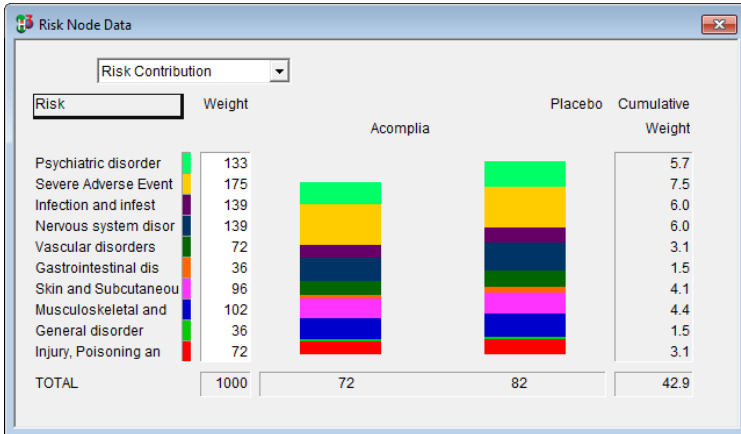 Risk Node Data
Risk Contribution
Risk Weight Placebo Cumulative
Acomplia Weight
Psychiatric disorder 133 5.7
Severe Adverse Event 175 7.5
Infection and infest 139 6.0
Nervous system disor 139 6.0
Vascular disorders 72 3.1
Gastrointestinal dis 36 1.5
Skin and Subcutaneou 96 4.1
Musculoskeletal and 102 4.4
General disorder 36 1.5
Injury, Poisoning an 72 3.1
TOTAL 1000 72 82 42.9